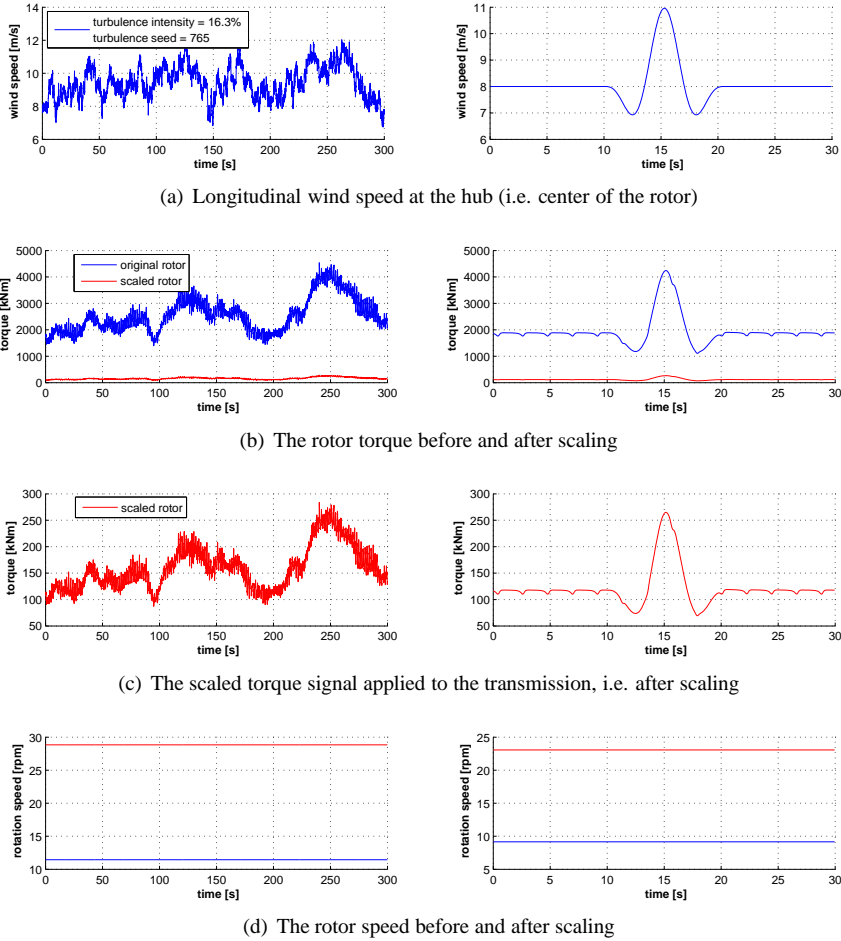 14
12
10
8
6
wind speed [m/s]
turbulence intensity = 16.3%
turbulence seed = 765
0 50 100 150 200 250 300
time [s]
11
10
9
8
7
6
wind speed [m/s]
0 5 10 15 20 25 30
time [s]
(a) Longitudinal wind speed at the hub (i.e. center of the rotor)
5000
4000
3000
2000
1000
0
torque [kNm]
original rotor
scaled rotor
0 50 100 150 200 250 300
time [s]
5000
4000
3000
2000
1000
0
torque [kNm]
0 5 10 15 20 25 30
time [s]
(b) The rotor torque before and after scaling
300
250
200
150
100
50
torque [kNm]
scaled rotor
0 50 100 150 200 250 300
time [s]
300
250
200
150
100
50
torque [kNm]
0 5 10 15 20 25 30
time [s]
(c) The scaled torque signal applied to the transmission, i.e. after scaling
30
25
20
15
10
rotation speed [rpm]
0 50 100 150 200 250 300
time [s]
25
20
15
10
5
rotation speed [rpm]
0 5 10 15 20 25 30
time [s]
(d) The rotor speed before and after scaling